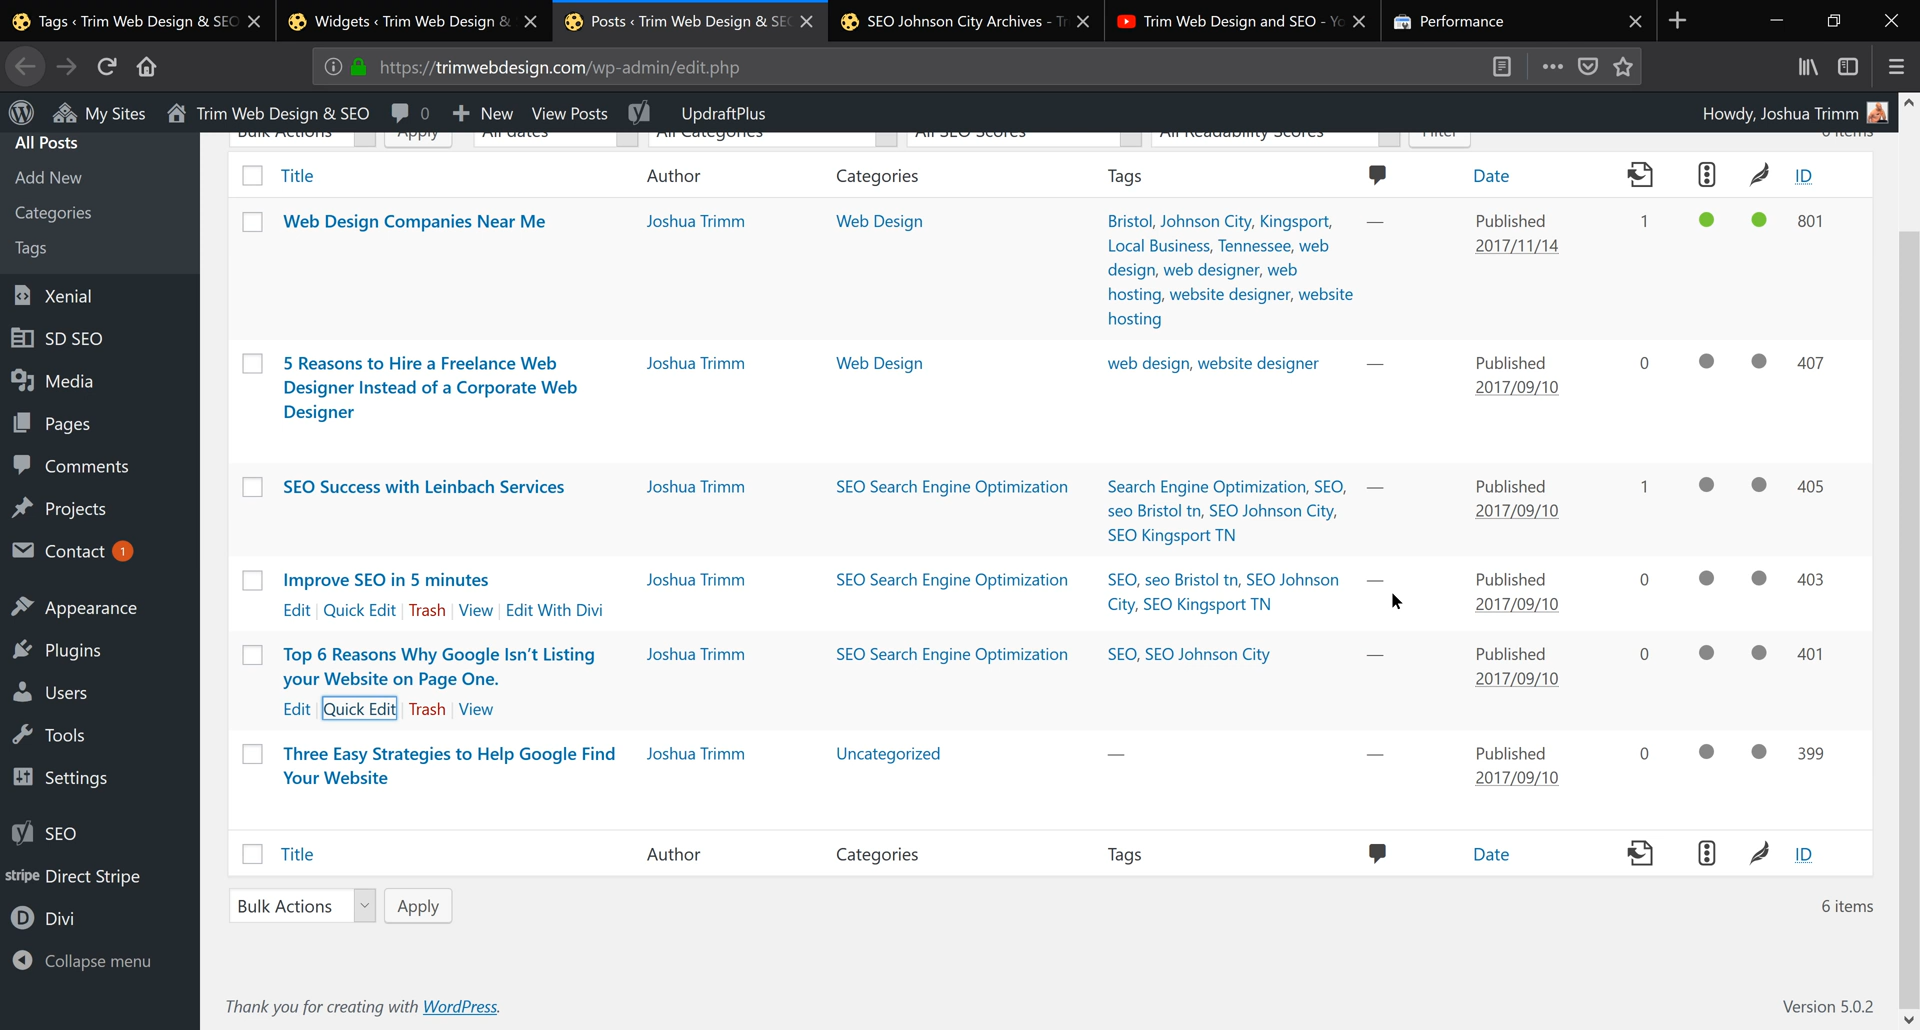 Tags ‹ Trim Web Design & SEO
Widgets ‹ Trim Web Design &
Posts ‹ Trim Web Design & SEO
SEO Johnson City Archives - Tr
Trim Web Design and SEO - Yo
Performance
https://trimwebdesign.com/wp-admin/edit.php
My Sites
Trim Web Design & SEO
0
New
View Posts
UpdraftPlus
Howdy, Joshua Trimm
All Posts
Add New
Categories
Tags
Xenial
SD SEO
Media
Pages
Comments
Projects
Contact 1
Appearance
Plugins
Users
Tools
Settings
SEO
stripe Direct Stripe
Divi
Collapse menu
Bulk Actions Apply All dates All Categories All SEO Scores All Readability Scores Filter 6 items
Title Author Categories Tags Date ID
Web Design Companies Near Me Joshua Trimm Web Design Bristol, Johnson City, Kingsport, — Published 1 801
Local Business, Tennessee, web 2017/11/14
design, web designer, web
hosting, website designer, website
hosting
5 Reasons to Hire a Freelance Web Joshua Trimm Web Design web design, website designer — Published 0 407
Designer Instead of a Corporate Web 2017/09/10
Designer
SEO Success with Leinbach Services Joshua Trimm SEO Search Engine Optimization Search Engine Optimization, SEO, — Published 1 405
seo Bristol tn, SEO Johnson City, 2017/09/10
SEO Kingsport TN
Improve SEO in 5 minutes Joshua Trimm SEO Search Engine Optimization SEO, seo Bristol tn, SEO Johnson — Published 0 403
Edit | Quick Edit | Trash | View | Edit With Divi City, SEO Kingsport TN 2017/09/10
Top 6 Reasons Why Google Isn't Listing Joshua Trimm SEO Search Engine Optimization SEO, SEO Johnson City — Published 0 401
your Website on Page One. 2017/09/10
Edit | Quick Edit | Trash | View
Three Easy Strategies to Help Google Find Joshua Trimm Uncategorized — — Published 0 399
Your Website 2017/09/10
Title Author Categories Tags Date ID
Bulk Actions Apply 6 items
Thank you for creating with WordPress. Version 5.0.2